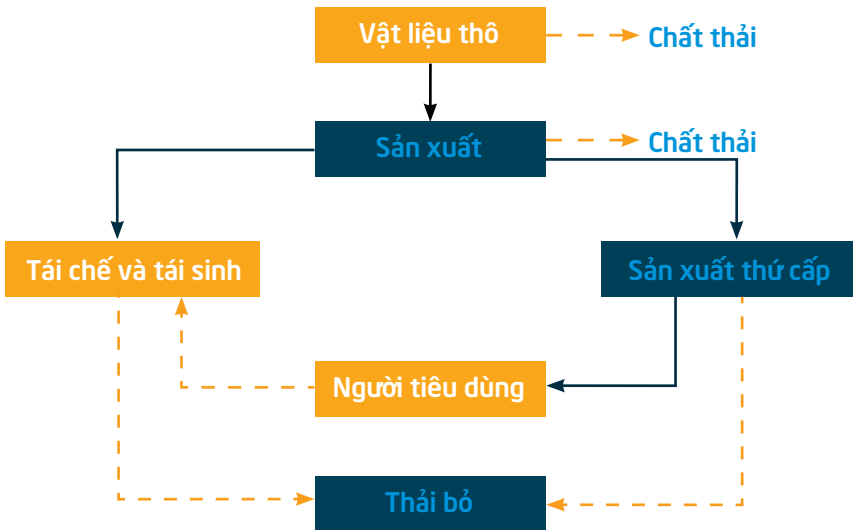 Vật liệu thô
Chất thải
Sản xuất
Chất thải
Tái chế và tái sinh
Sản xuất thứ cấp
Người tiêu dùng
Thải bỏ